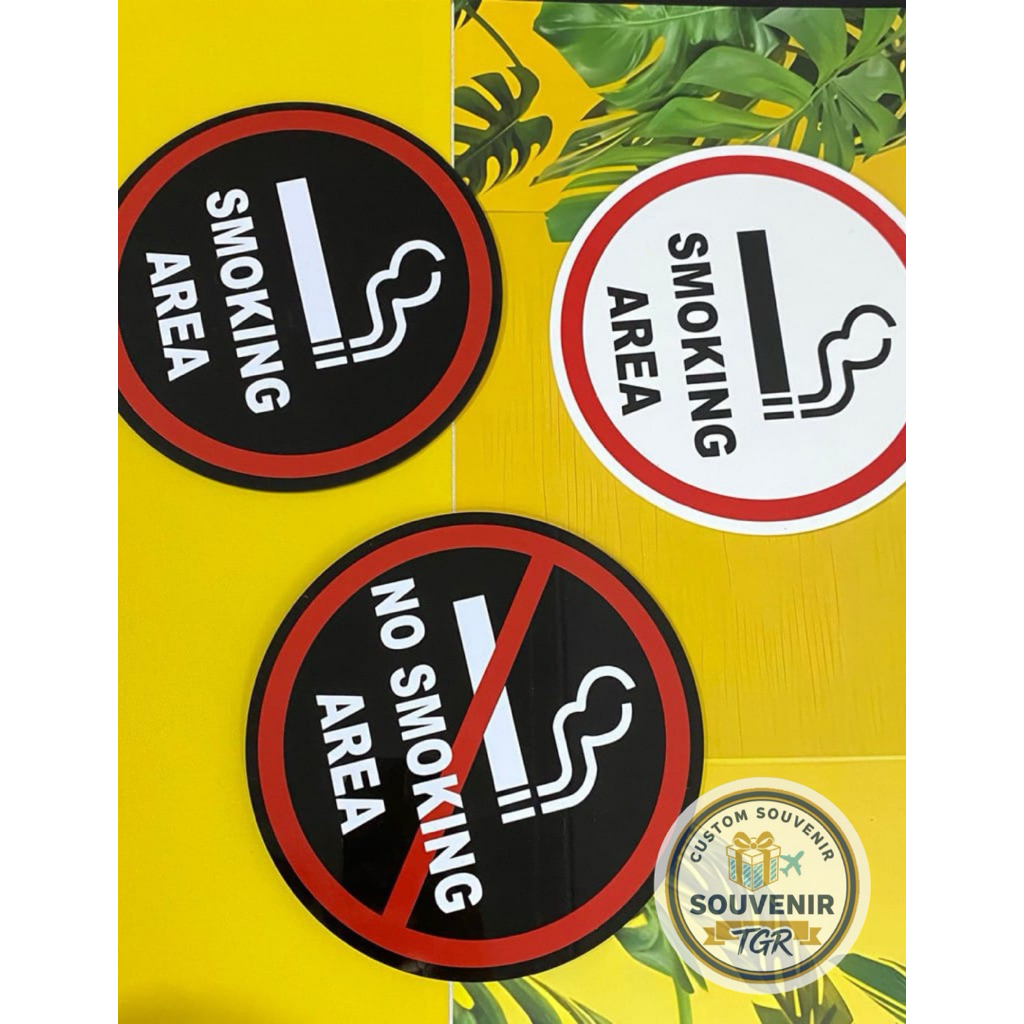 SMOKING
AREA
SMOKING
AREA
NO SMOKING
AREA
CUSTOM SOUVENIR
SOUVENIR
TGR